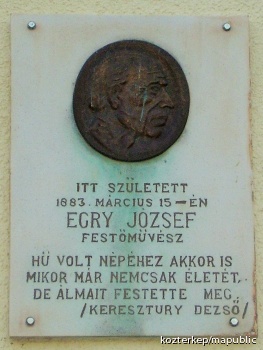 ITT SZÜLETETT
1883. MÁRCIUS 15-ÉN
EGRY JÓZSEF
FESTŐMŰVÉSZ
HŰ VOLT NÉPÉHEZ AKKOR IS
MIKOR MÁR NEMCSAK ÉLETÉT,
DE ÁLMAIT FESTETTE MEG
/KERESZTURY DEZSŐ/
kozterkep/mapublic